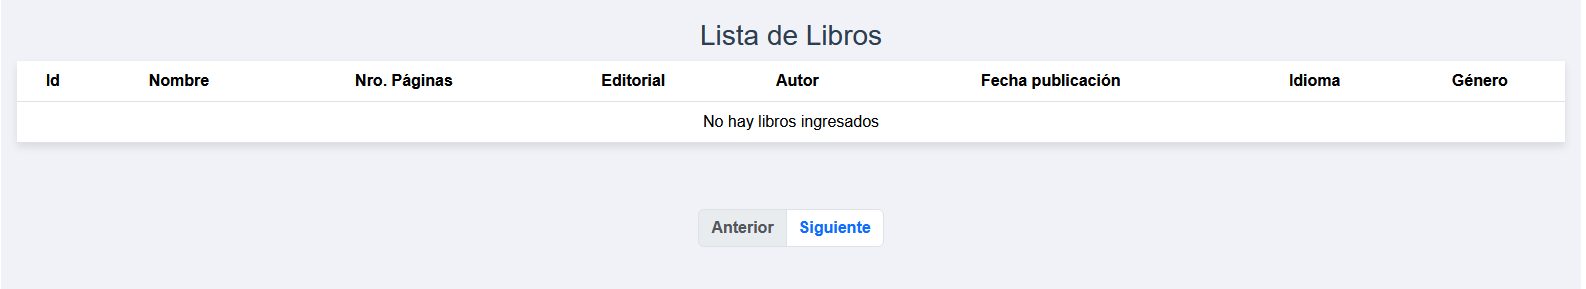 Lista de Libros
Id Nombre Nro. Páginas Editorial Autor Fecha publicación Idioma Género
No hay libros ingresados
Anterior Siguiente